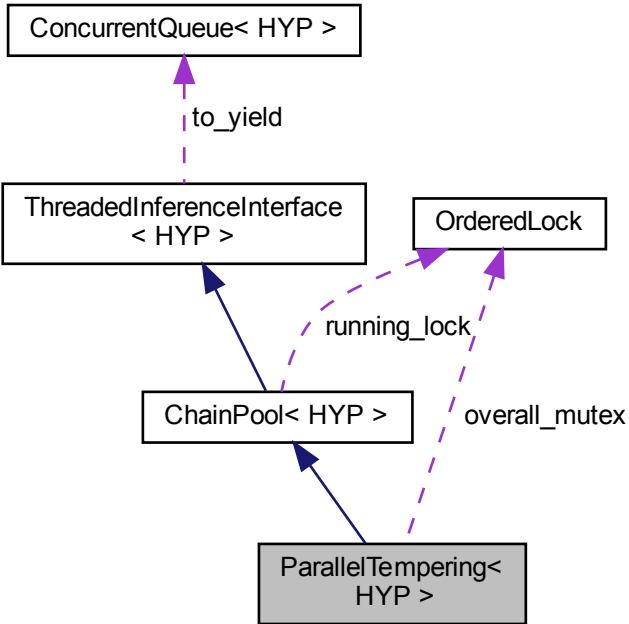 ConcurrentQueue< HYP >
to_yield
ThreadedInferenceInterface
< HYP >
OrderedLock
running_lock
ChainPool< HYP >
overall_mutex
ParallelTempering<
HYP >